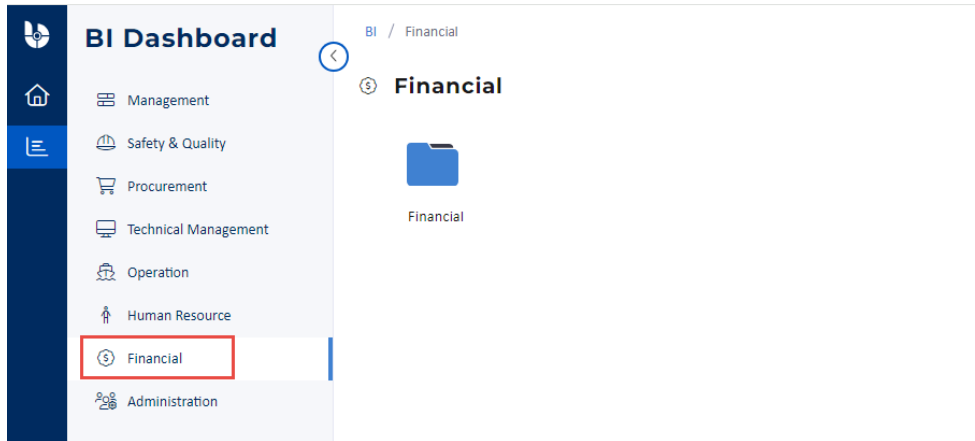 BI Dashboard
Management
Safety & Quality
Procurement
Technical Management
Operation
Human Resource
Financial
Administration
BI / Financial
Financial
Financial